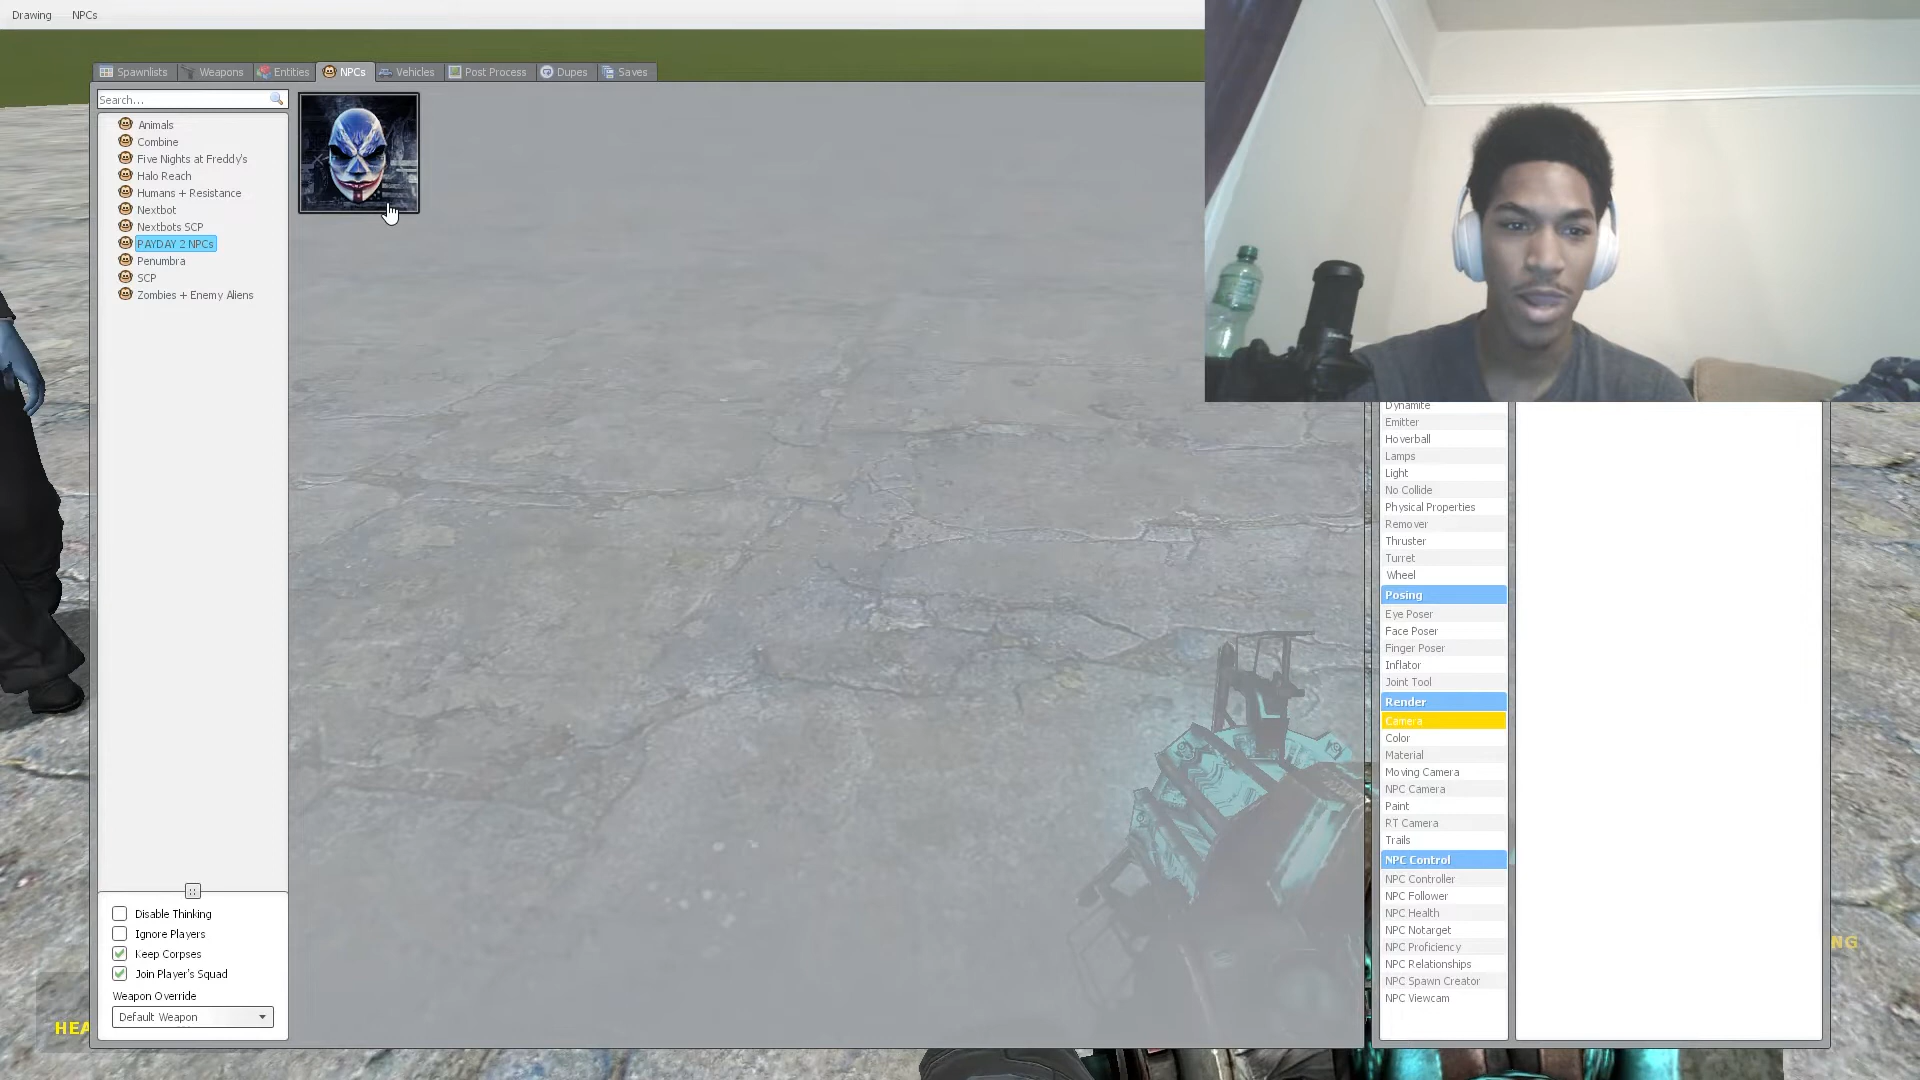 Drawing NPCs
Spawnlists Weapons Entities NPCs Vehicles Post Process Dupes Saves
Search...
Animals
Combine
Five Nights at Freddy's
Halo Reach
Humans + Resistance
Nextbot
Nextbots SCP
PAYDAY 2 NPCs
Penumbra
SCP
Zombies + Enemy Aliens
Disable Thinking
Ignore Players
Keep Corpses
Join Player's Squad
Weapon Override
Default Weapon
HEA
Dynamite
Emitter
Hoverball
Lamps
Light
No Collide
Physical Properties
Remover
Thruster
Turret
Wheel
Posing
Eye Poser
Face Poser
Finger Poser
Inflator
Joint Tool
Render
Camera
Color
Material
Moving Camera
NPC Camera
Paint
RT Camera
Trails
NPC Control
NPC Controller
NPC Follower
NPC Health
NPC Notarget
NPC Proficiency
NPC Relationships
NPC Spawn Creator
NPC Viewcam
NG